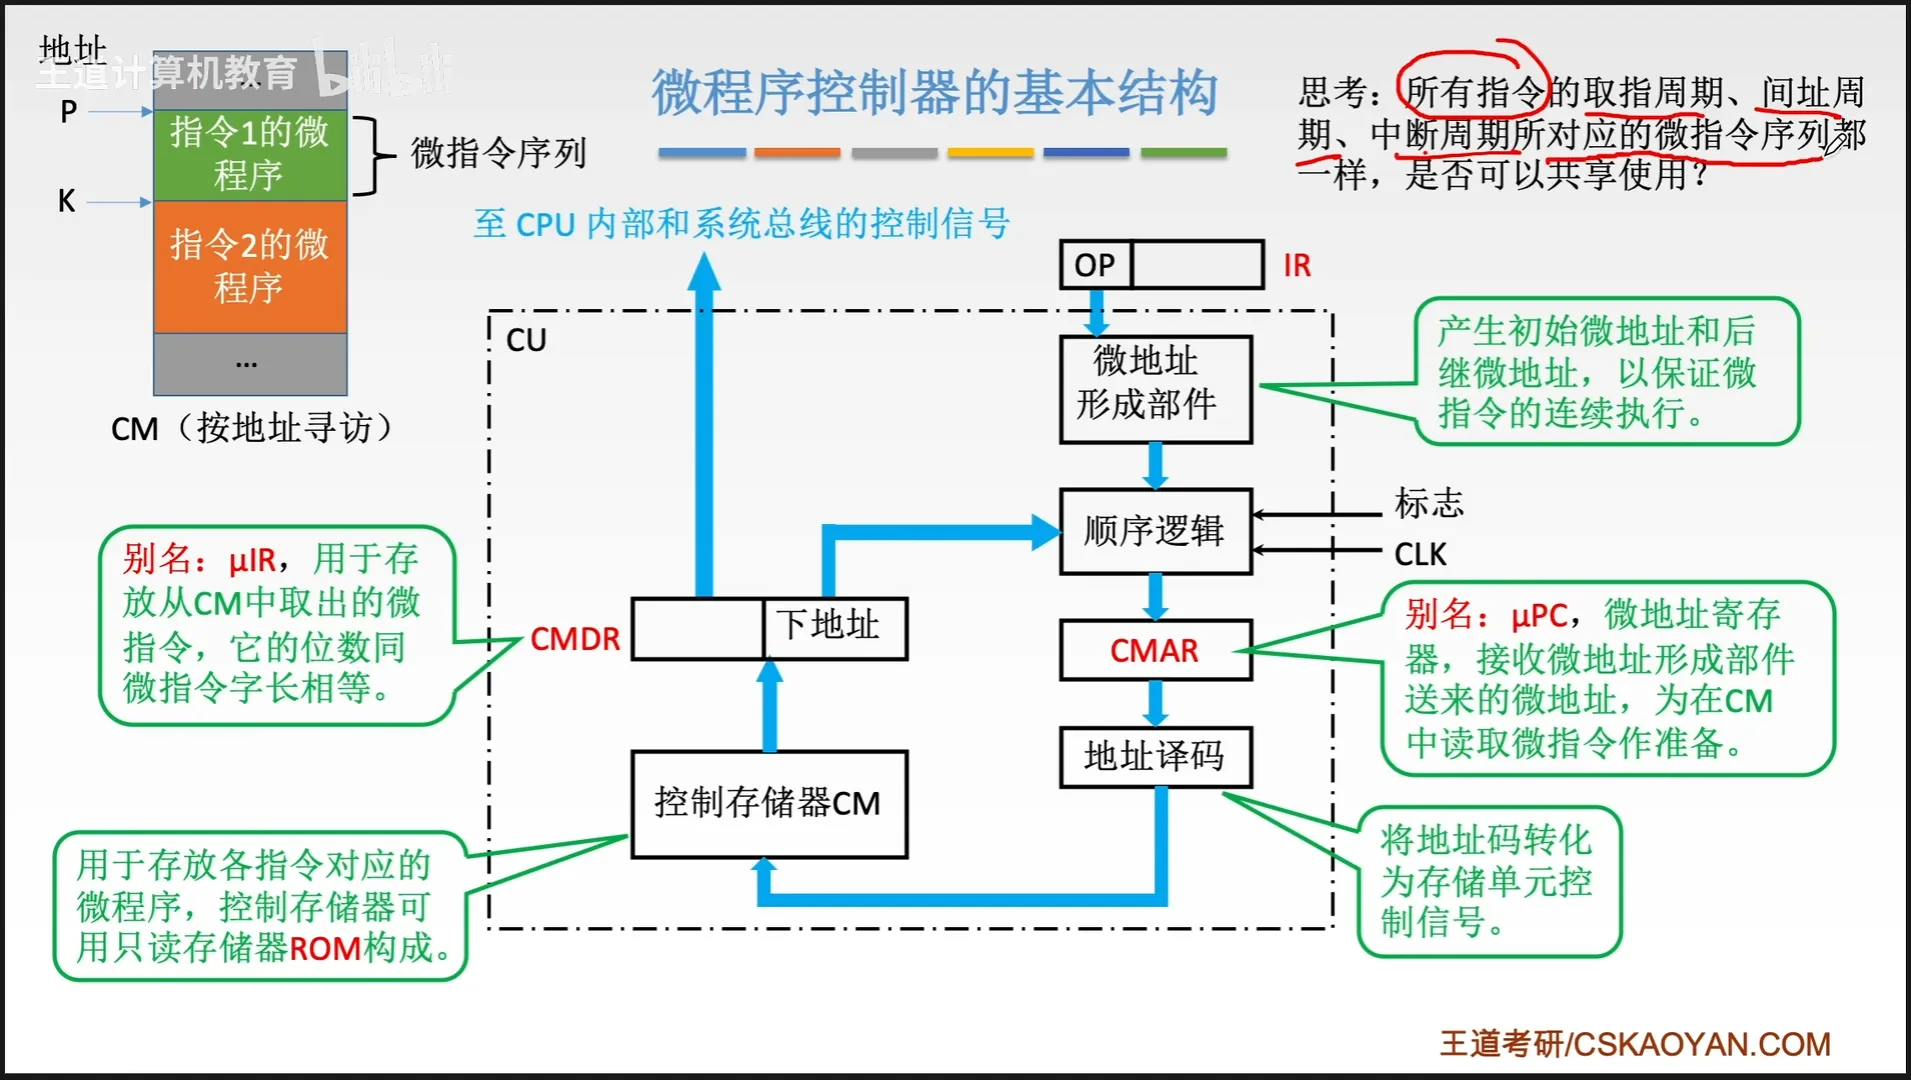 地址
王道计算机教育 bilibili
...
P
指令1的微
程序
微指令序列
K
指令2的微
程序
...
CM（按地址寻访）
微程序控制器的基本结构
思考：所有指令的取指周期、间址周
期、中断周期所对应的微指令序列都
一样，是否可以共享使用？
至 CPU 内部和系统总线的控制信号
OP
IR
CU
微地址
形成部件
产生初始微地址和后
继微地址，以保证微
指令的连续执行。
顺序逻辑
标志
CLK
别名：μIR，用于存
放从CM中取出的微
指令，它的位数同
微指令字长相等。
CMDR
下地址
CMAR
别名：μPC，微地址寄存
器，接收微地址形成部件
送来的微地址，为在CM
中读取微指令作准备。
地址译码
控制存储器CM
用于存放各指令对应的
微程序，控制存储器可
用只读存储器ROM构成。
将地址码转化
为存储单元控
制信号。
王道考研/CSKAOYAN.COM